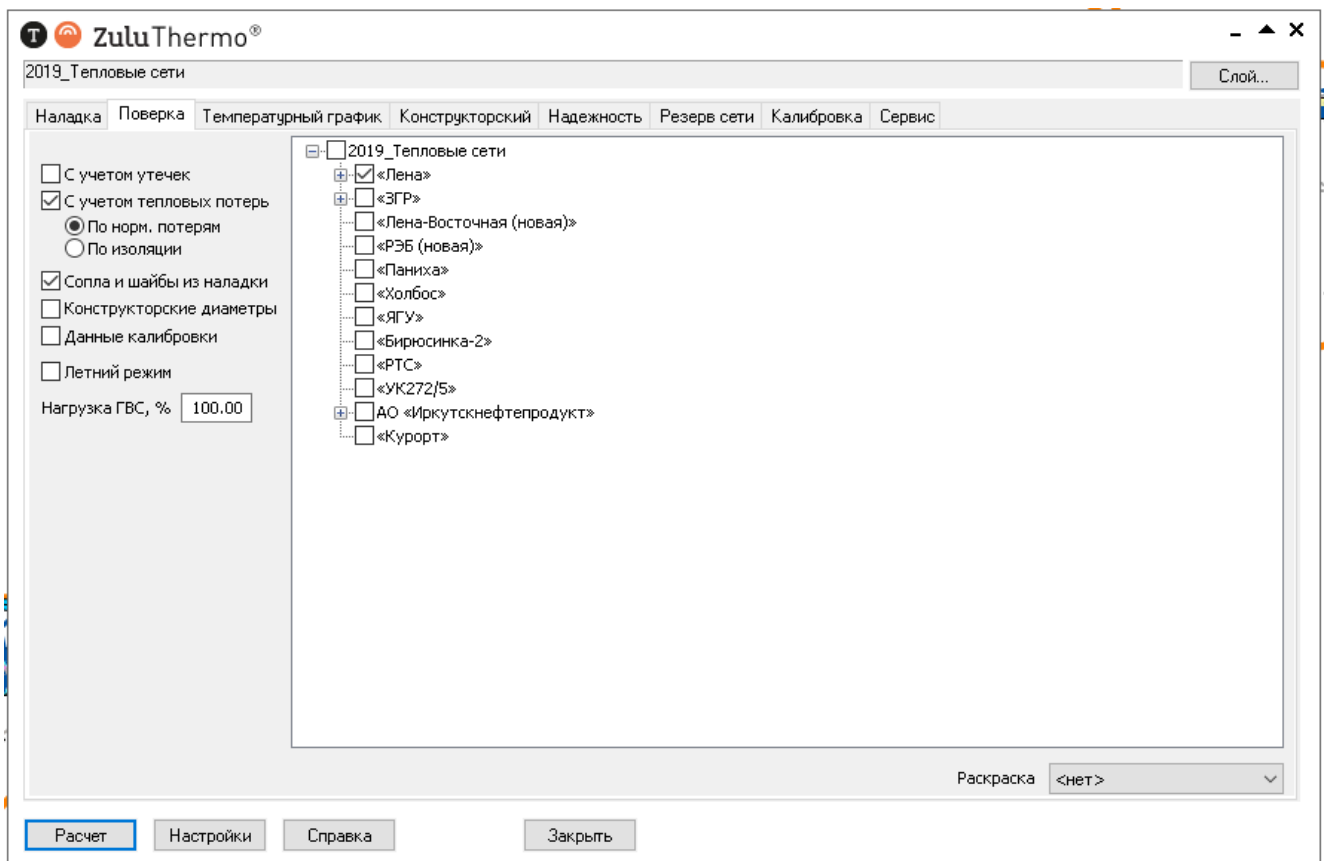 T ZuluThermo®
2019_Тепловые сети
Слой...
Наладка Поверка Температурный график Конструкторский Надежность Резерв сети Калибровка Сервис
С учетом утечек
С учетом тепловых потерь
По норм. потерям
По изоляции
Сопла и шайбы из наладки
Конструкторские диаметры
Данные калибровки
Летний режим
Нагрузка ГВС, % 100.00
2019_Тепловые сети
«Лена»
«ЗГР»
«Лена-Восточная (новая)»
«РЭБ (новая)»
«Паниха»
«Холбос»
«ЯГУ»
«Бирюсинка-2»
«РТС»
«УК272/5»
АО «Иркутскнефтепродукт»
«Курорт»
Раскраска <нет>
Расчет Настройки Справка Закрыть